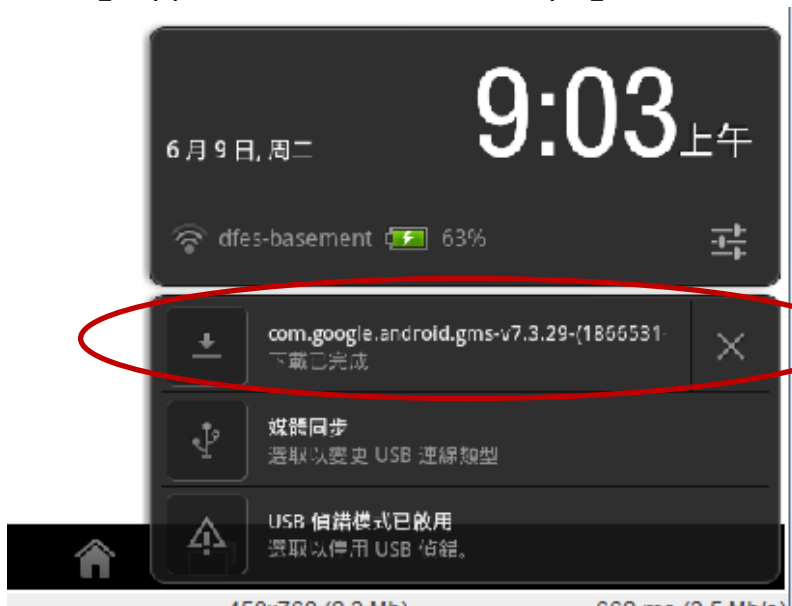 9:03上午
6 月 9 日, 周二
dfes-basement 63%
com.google.android.gms-v7.3.29-(1866531-
下載已完成
媒體同步
選取以變更 USB 連線類型
USB 偵錯模式已啟用
選取以停用 USB 偵錯。